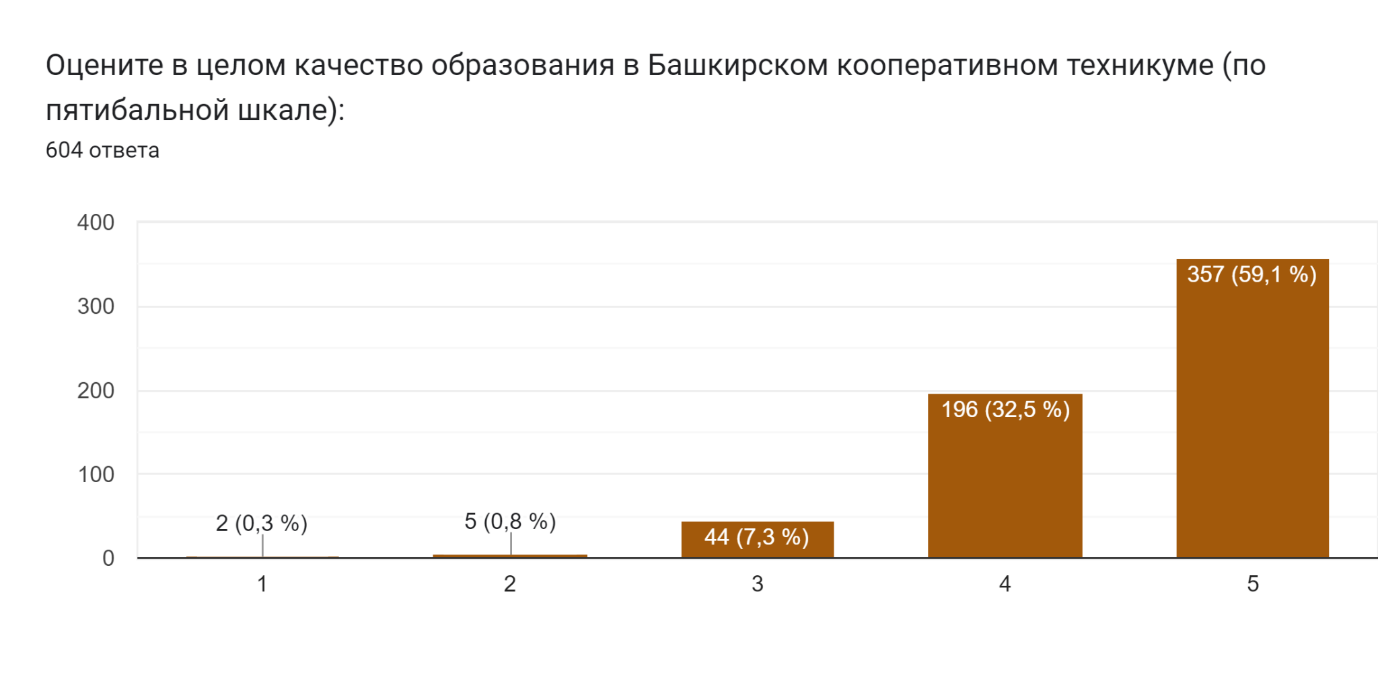 Оцените в целом качество образования в Башкирском кооперативном техникуме (по
пятибальной шкале):
604 ответа
400
300
200
100
0
2 (0,3 %)
5 (0,8 %)
44 (7,3 %)
196 (32,5 %)
357 (59,1 %)
1
2
3
4
5